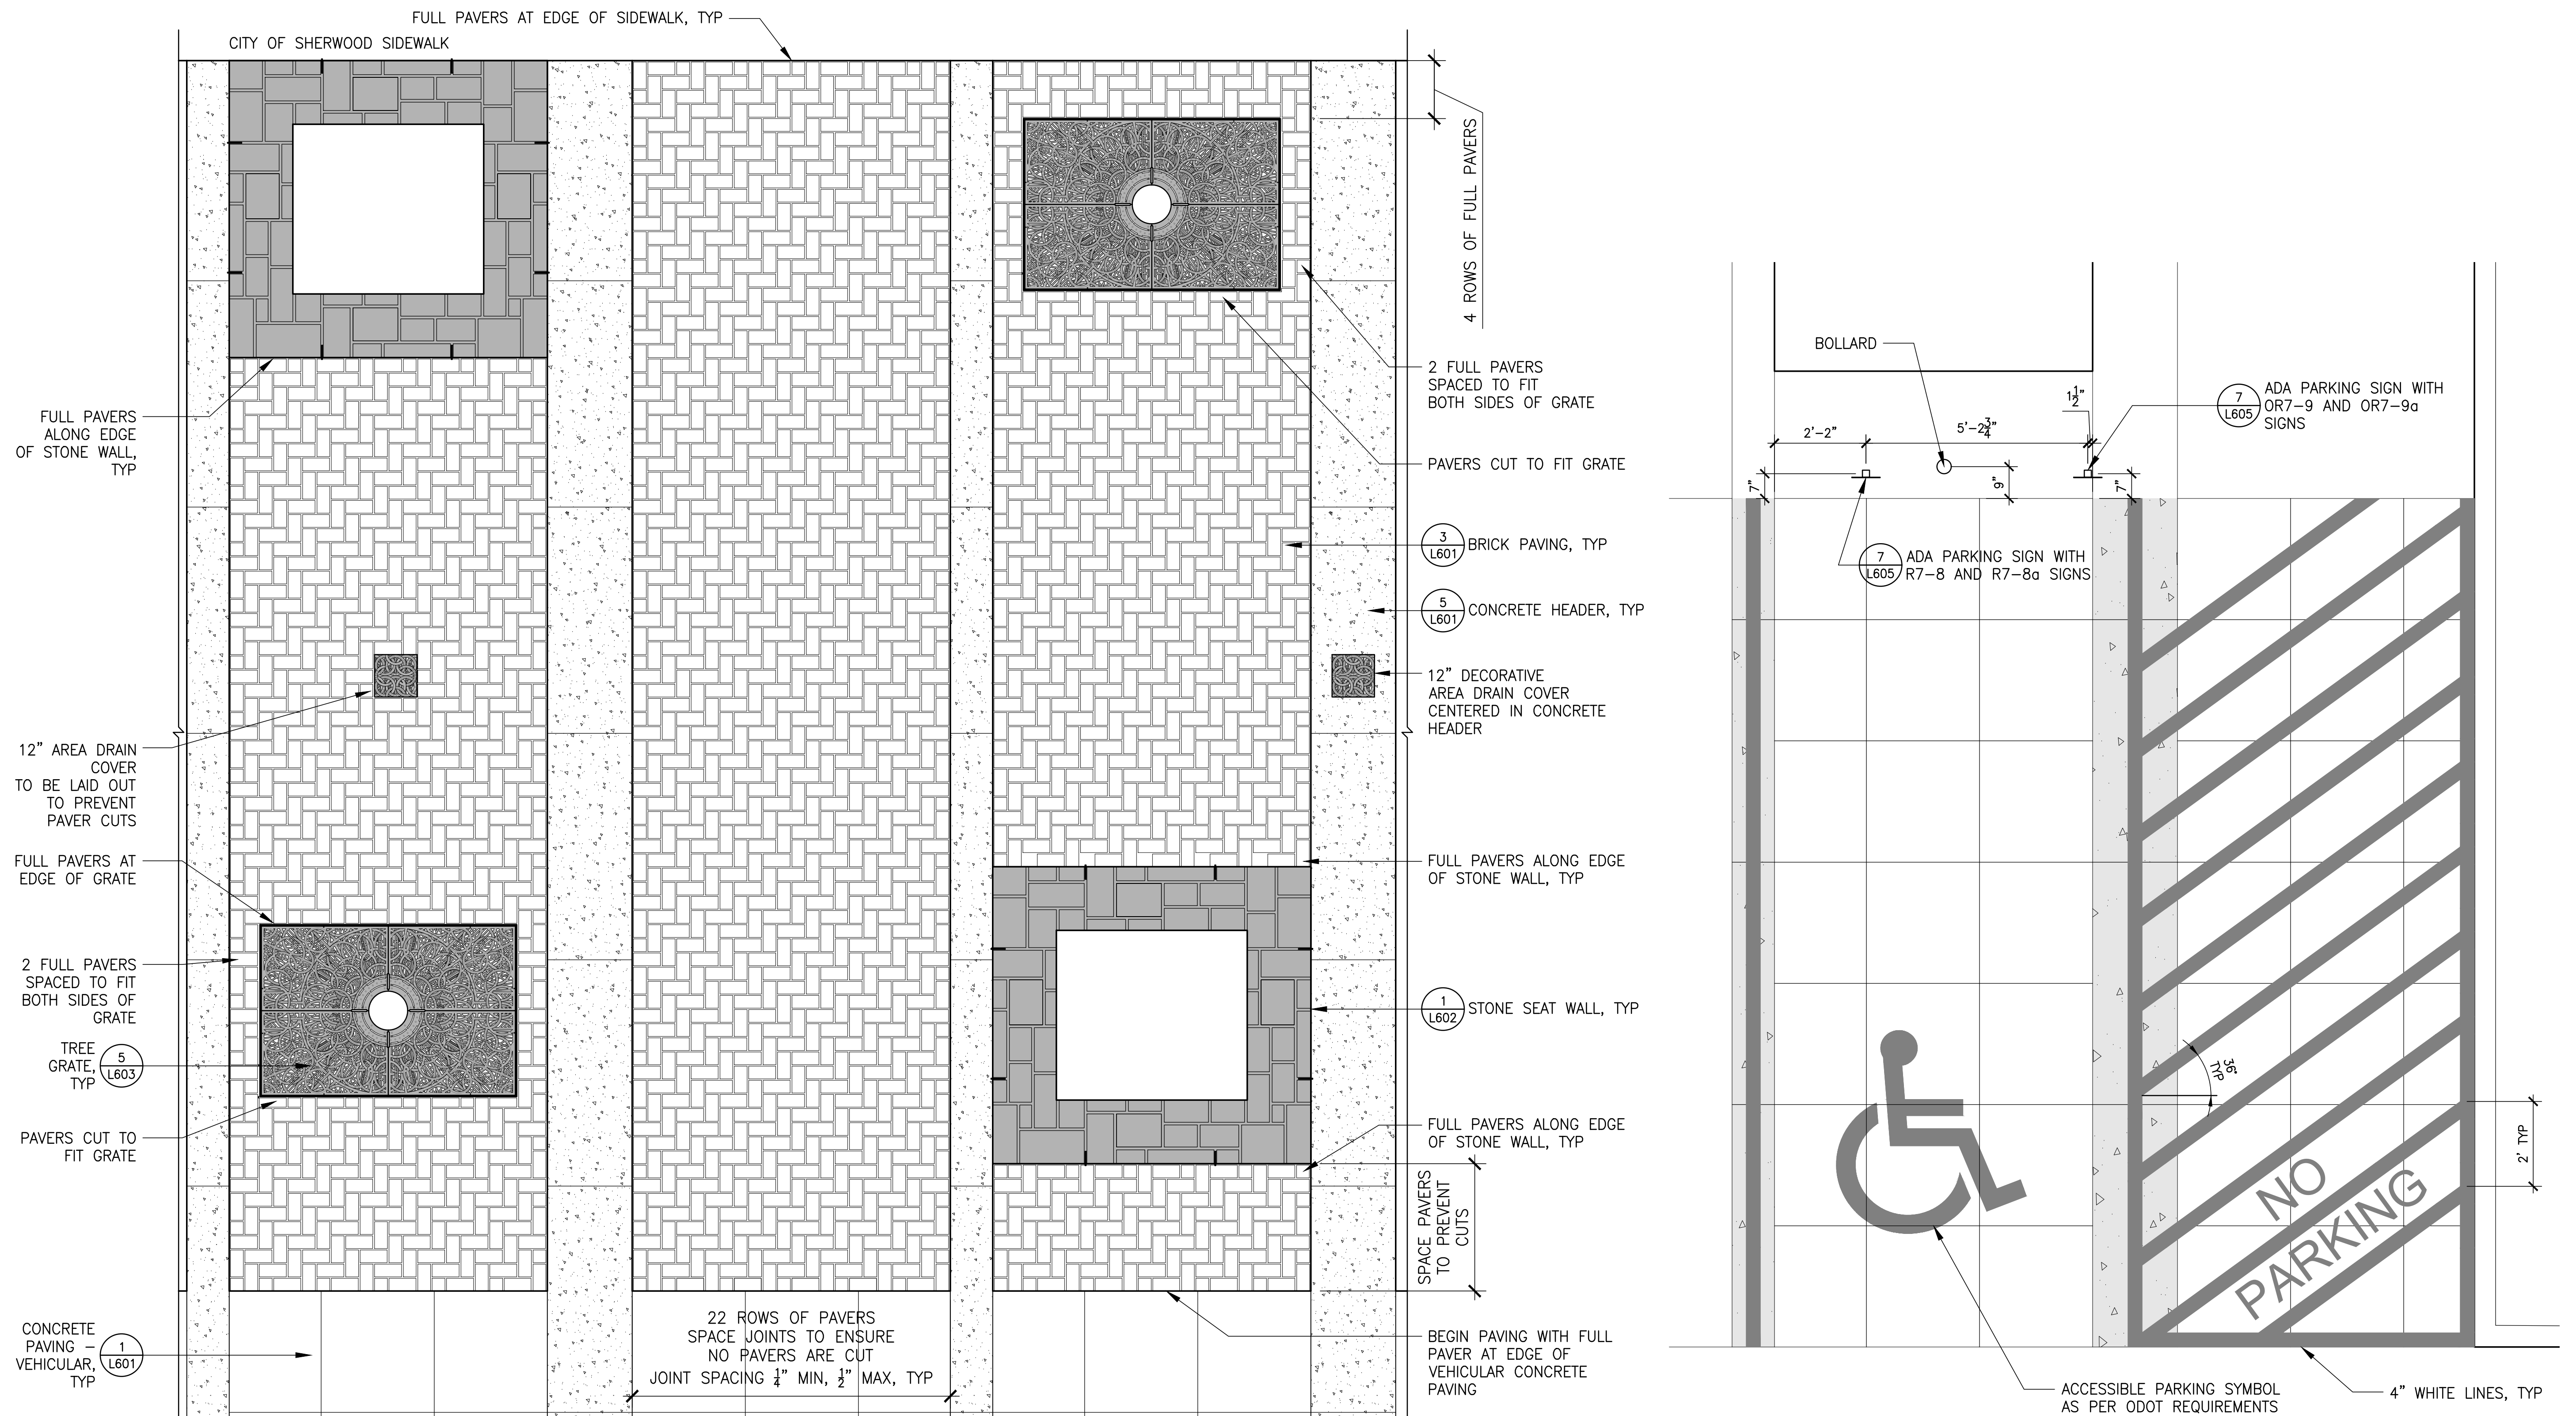 FULL PAVERS AT EDGE OF SIDEWALK, TYP
CITY OF SHERWOOD SIDEWALK
4 ROWS OF FULL PAVERS
FULL PAVERS
ALONG EDGE
OF STONE WALL,
TYP
12" AREA DRAIN
COVER
TO BE LAID OUT
TO PREVENT
PAVER CUTS
FULL PAVERS AT
EDGE OF GRATE
2 FULL PAVERS
SPACED TO FIT
BOTH SIDES OF
GRATE
TREE
GRATE,
TYP
5
L603
PAVERS CUT TO
FIT GRATE
CONCRETE
PAVING –
VEHICULAR,
TYP
1
L601
22 ROWS OF PAVERS
SPACE JOINTS TO ENSURE
NO PAVERS ARE CUT
JOINT SPACING 1/4" MIN, 1/2" MAX, TYP
2 FULL PAVERS
SPACED TO FIT
BOTH SIDES OF GRATE
PAVERS CUT TO FIT GRATE
3
L601
BRICK PAVING, TYP
5
L601
CONCRETE HEADER, TYP
12" DECORATIVE
AREA DRAIN COVER
CENTERED IN CONCRETE
HEADER
FULL PAVERS ALONG EDGE
OF STONE WALL, TYP
1
L602
STONE SEAT WALL, TYP
FULL PAVERS ALONG EDGE
OF STONE WALL, TYP
SPACE PAVERS
TO PREVENT
CUTS
BEGIN PAVING WITH FULL
PAVER AT EDGE OF
VEHICULAR CONCRETE
PAVING
BOLLARD
7
L605
ADA PARKING SIGN WITH
OR7-9 AND OR7-9a
SIGNS
1 1/2"
2'-2"
5'-2 3/4"
7"
9"
7"
7
L605
ADA PARKING SIGN WITH
R7-8 AND R7-8a SIGNS
36°
TYP
2' TYP
NO
PARKING
ACCESSIBLE PARKING SYMBOL
AS PER ODOT REQUIREMENTS
4" WHITE LINES, TYP